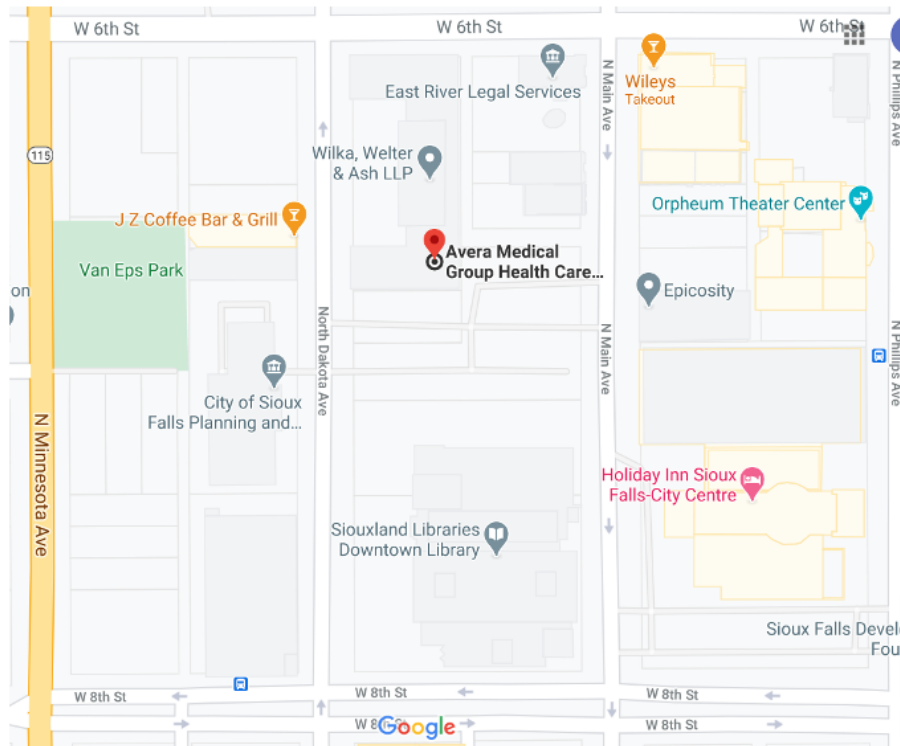 W 6th St
W 6th St
W 6th St
East River Legal Services
Wileys
Takeout
N Main Ave
N Phillips Ave
115
Wilka, Welter
& Ash LLP
J Z Coffee Bar & Grill
Orpheum Theater Center
Avera Medical
Group Health Care...
Van Eps Park
on
Epicosity
North Dakota Ave
N Main Ave
N Phillips Ave
City of Sioux
Falls Planning and...
N Minnesota Ave
Holiday Inn Sioux
Falls-City Centre
Siouxland Libraries
Downtown Library
Sioux Falls Devel
Fou
W 8th St
W 8th St
W 8th St
W 8th St
Google
W 8th St